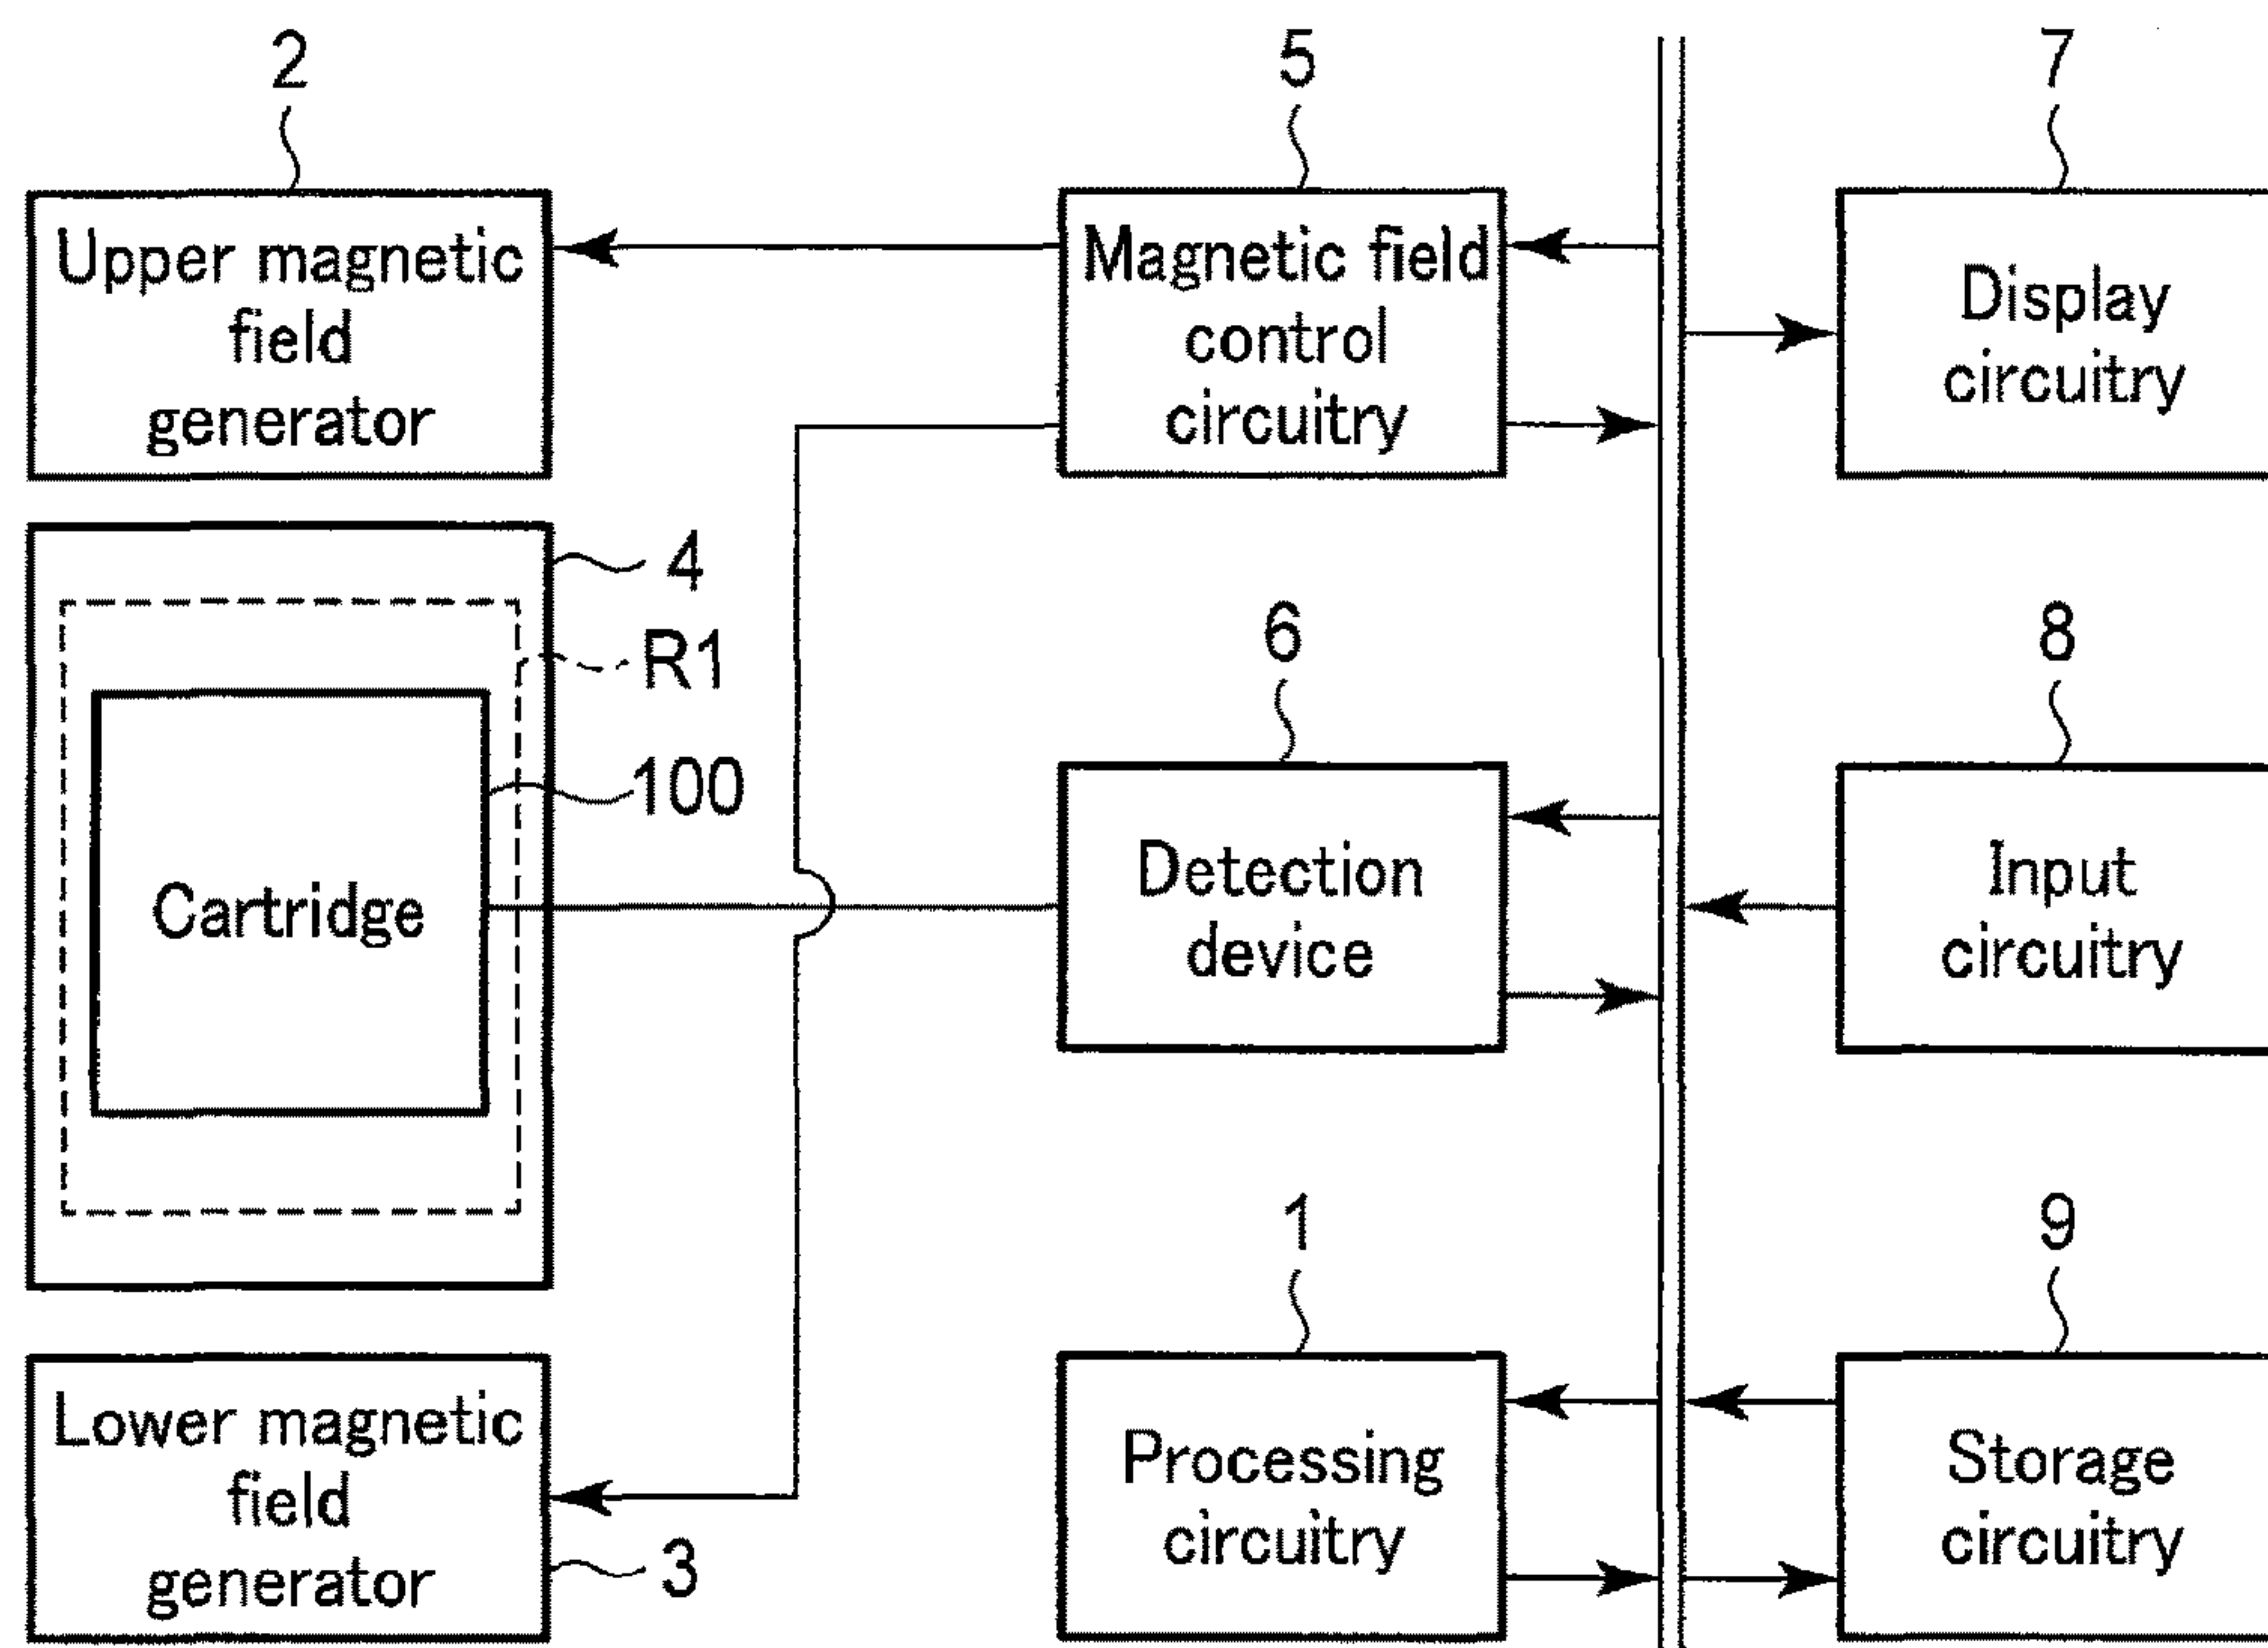 2
5
7
Upper magnetic
field
generator
Magnetic field
control
circuitry
Display
circuitry
4
R1
100
Cartridge
6
Detection
device
8
Input
circuitry
1
Processing
circuitry
9
Storage
circuitry
Lower magnetic
field
generator
3